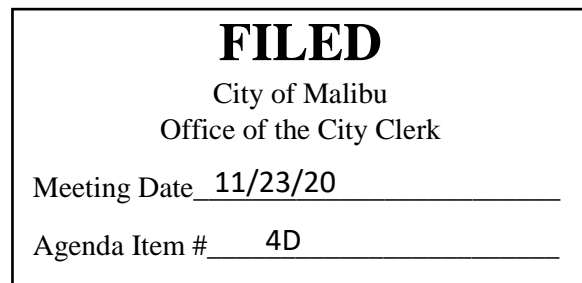 FILED
City of Malibu
Office of the City Clerk
Meeting Date 11/23/20
Agenda Item # 4D